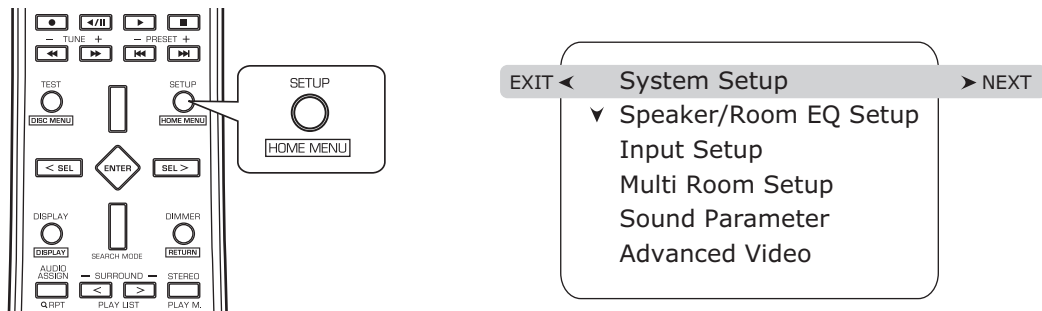 − TUNE + − PRESET +
TEST
DISC MENU
SETUP
HOME MENU
< SEL
ENTER
SEL >
DISPLAY
DISPLAY
SEARCH MODE
DIMMER
RETURN
AUDIO ASSIGN
− SURROUND −
STEREO
RPT
< >
PLAY LIST
PLAY M.
SETUP
HOME MENU
EXIT
System Setup
NEXT
Speaker/Room EQ Setup
Input Setup
Multi Room Setup
Sound Parameter
Advanced Video